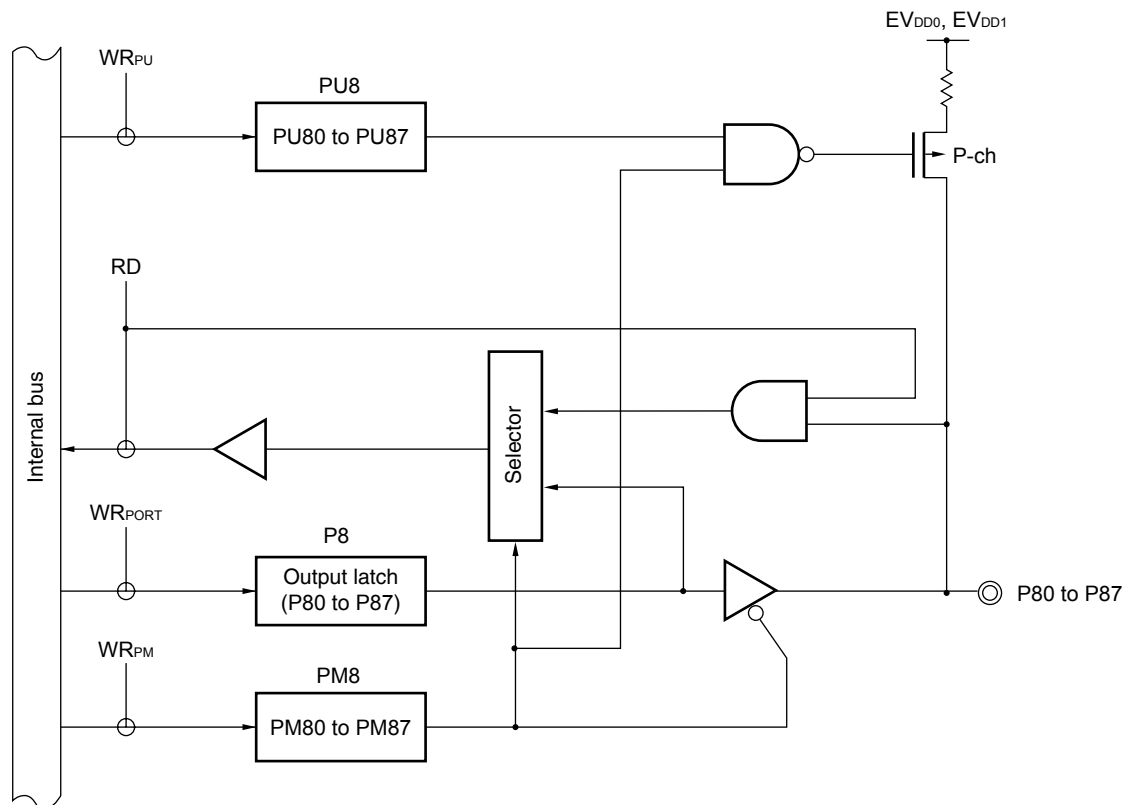 EVDD0, EVDD1
WRPU
PU8
PU80 to PU87
P-ch
RD
Internal bus
Selector
WRPORT
P8
Output latch
(P80 to P87)
P80 to P87
WRPM
PM8
PM80 to PM87